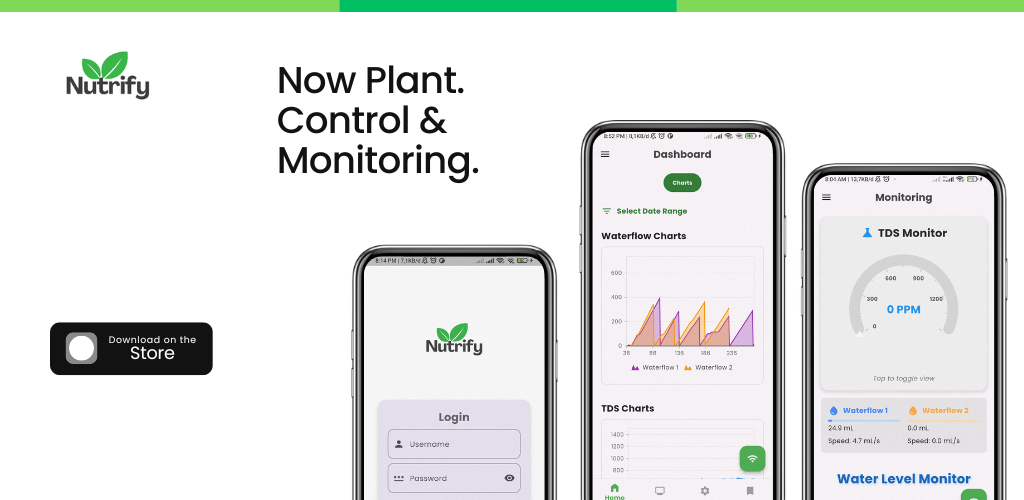 Nutrify
Now Plant.
Control &
Monitoring.
Download on the
Store
8:14 PM | 7,1KB/d
Nutrify
Login
Username
Password
8:52 PM | 0,1KB/d
Dashboard
Charts
Select Date Range
Waterflow Charts
600
400
200
0
38 88 138 188 238
Waterflow 1 Waterflow 2
TDS Charts
1400
1200
1000
800
Home
8:04 AM | 13,7KB/d
Monitoring
TDS Monitor
600 900
300 1200
0 PPM
0
Tap to toggle view
Waterflow 1 Waterflow 2
24.9 mL 0.0 mL
Speed: 4.7 mL/s Speed: 0.0 mL/s
Water Level Monitor